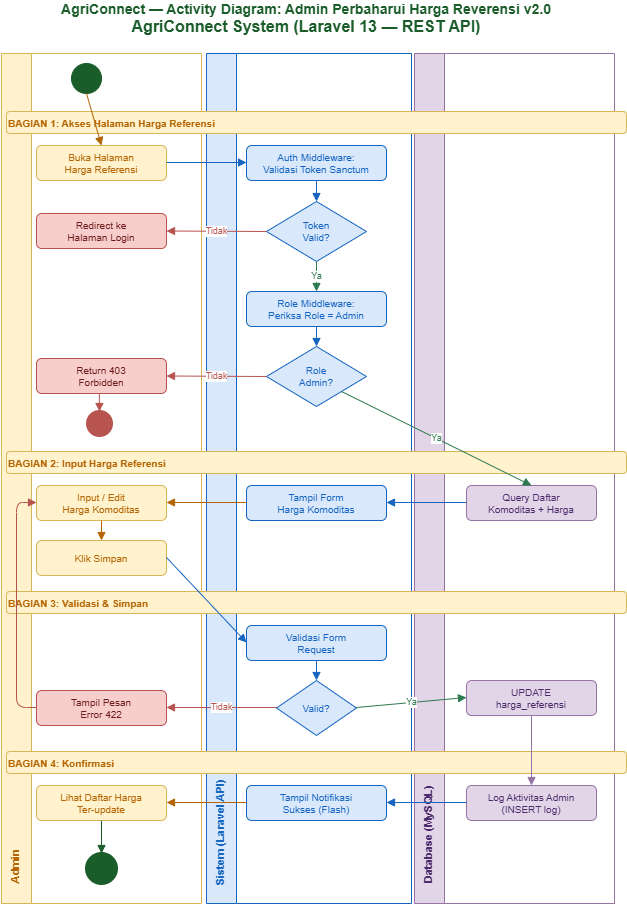 AgriConnect — Activity Diagram: Admin Perbaharui Harga Reverensi v2.0
AgriConnect System (Laravel 13 — REST API)
BAGIAN 1: Akses Halaman Harga Referensi
Buka Halaman
Harga Referensi
Auth Middleware:
Validasi Token Sanctum
Redirect ke
Halaman Login
Tidak
Token
Valid?
Ya
Role Middleware:
Periksa Role = Admin
Return 403
Forbidden
Tidak
Role
Admin?
Ya
BAGIAN 2: Input Harga Referensi
Input / Edit
Harga Komoditas
Tampil Form
Harga Komoditas
Query Daftar
Komoditas + Harga
Klik Simpan
BAGIAN 3: Validasi & Simpan
Validasi Form
Request
Tampil Pesan
Error 422
Tidak
Valid?
Ya
UPDATE
harga_referensi
BAGIAN 4: Konfirmasi
Lihat Daftar Harga
Ter-update
Tampil Notifikasi
Sukses (Flash)
Log Aktivitas Admin
(INSERT log)
Admin
Sistem (Laravel API)
Database (MySQL)